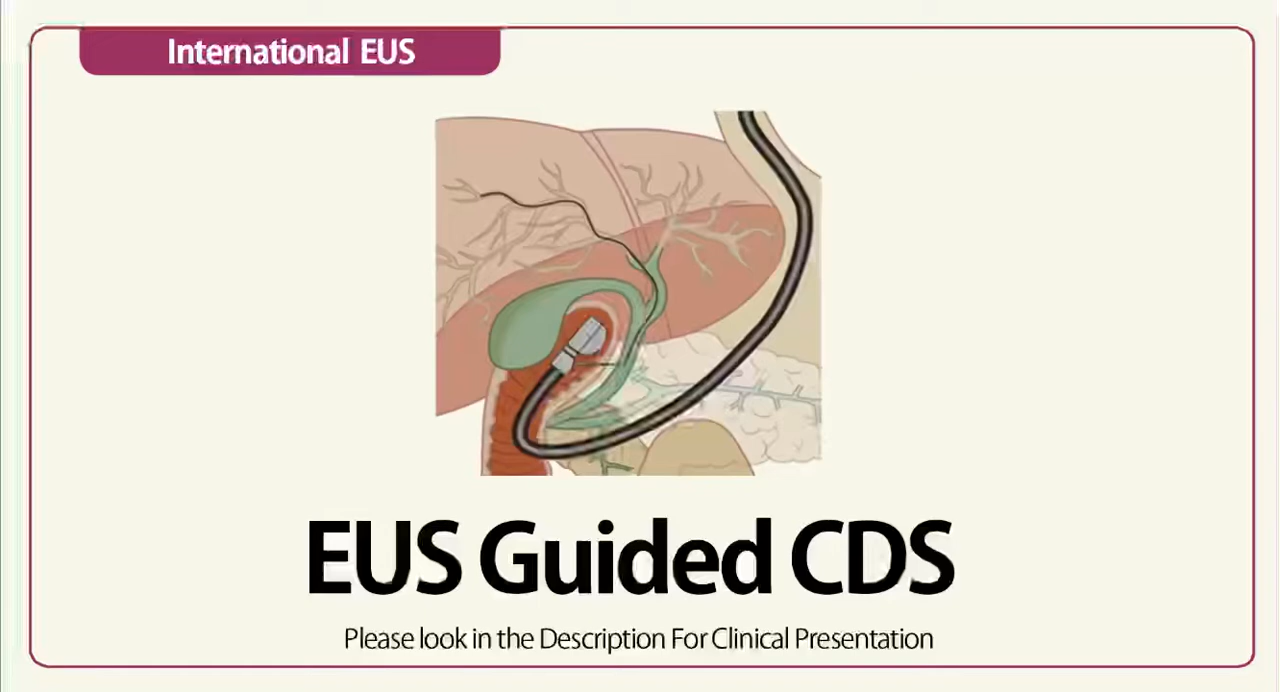 International EUS
EUS Guided CDS
Please look in the Description For Clinical Presentation